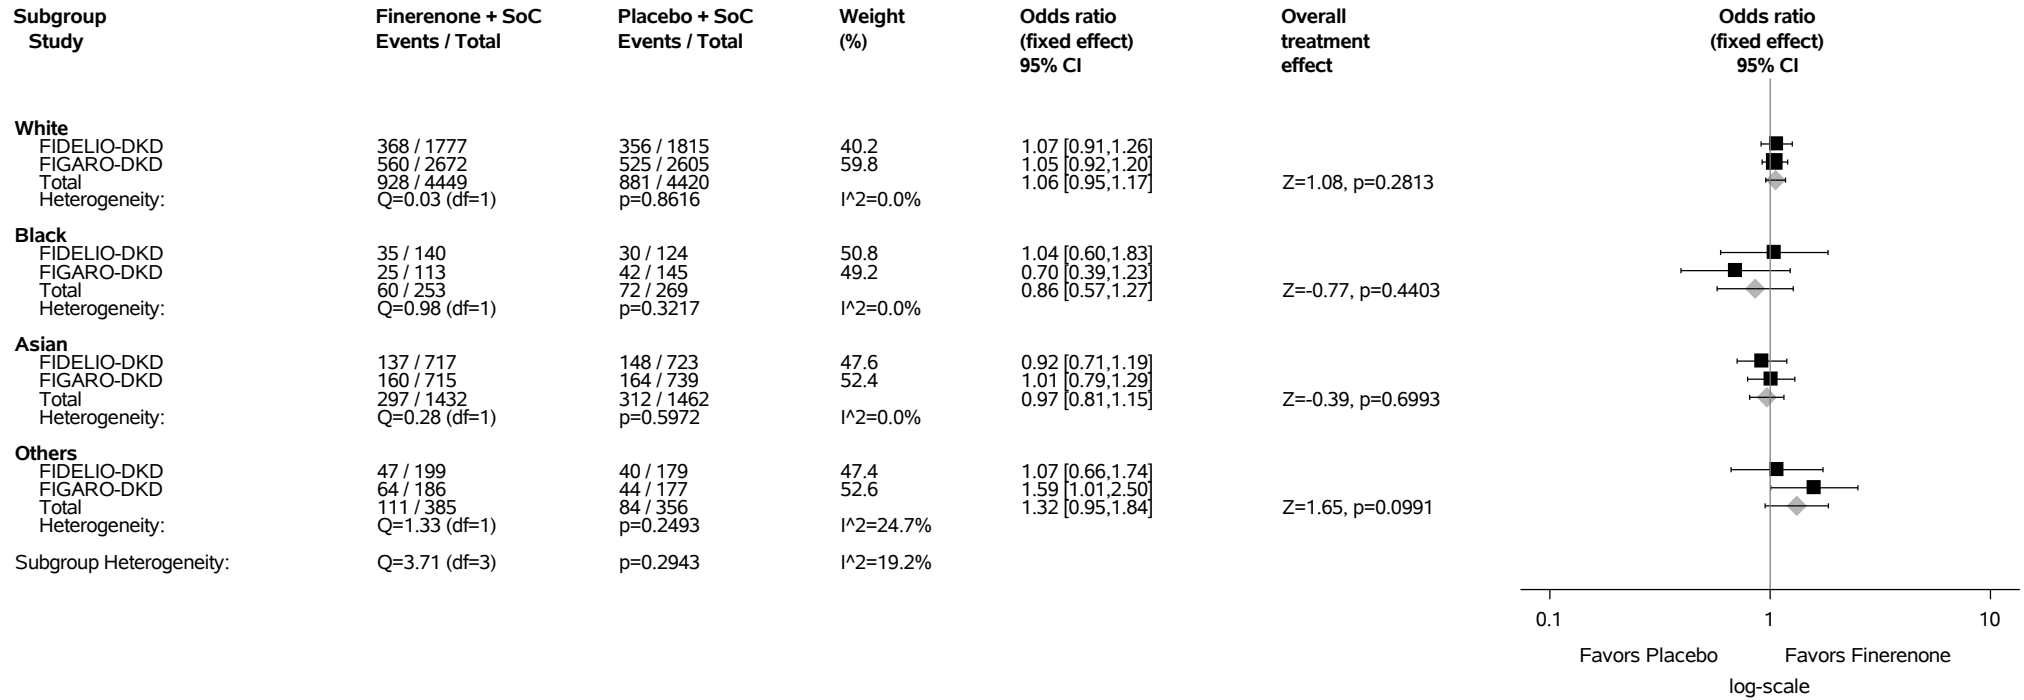 Subgroup Finerenone + SoC Placebo + SoC Weight Odds ratio Overall Odds ratio
Study Events / Total Events / Total (%) (fixed effect) treatment (fixed effect)
95% CI effect 95% CI
White
FIDELIO-DKD 368 / 1777 356 / 1815 40.2 1.07 [0.91,1.26]
FIGARO-DKD 560 / 2672 525 / 2605 59.8 1.05 [0.92,1.20]
Total 928 / 4449 881 / 4420 1.06 [0.95,1.17] Z=1.08, p=0.2813
Heterogeneity: Q=0.03 (df=1) p=0.8616 I^2=0.0%
Black
FIDELIO-DKD 35 / 140 30 / 124 50.8 1.04 [0.60,1.83]
FIGARO-DKD 25 / 113 42 / 145 49.2 0.70 [0.39,1.23]
Total 60 / 253 72 / 269 0.86 [0.57,1.27] Z=-0.77, p=0.4403
Heterogeneity: Q=0.98 (df=1) p=0.3217 I^2=0.0%
Asian
FIDELIO-DKD 137 / 717 148 / 723 47.6 0.92 [0.71,1.19]
FIGARO-DKD 160 / 715 164 / 739 52.4 1.01 [0.79,1.29]
Total 297 / 1432 312 / 1462 0.97 [0.81,1.15] Z=-0.39, p=0.6993
Heterogeneity: Q=0.28 (df=1) p=0.5972 I^2=0.0%
Others
FIDELIO-DKD 47 / 199 40 / 179 47.4 1.07 [0.66,1.74]
FIGARO-DKD 64 / 186 44 / 177 52.6 1.59 [1.01,2.50]
Total 111 / 385 84 / 356 1.32 [0.95,1.84] Z=1.65, p=0.0991
Heterogeneity: Q=1.33 (df=1) p=0.2493 I^2=24.7%
Subgroup Heterogeneity: Q=3.71 (df=3) p=0.2943 I^2=19.2%
0.1 1 10
Favors Placebo Favors Finerenone
log-scale